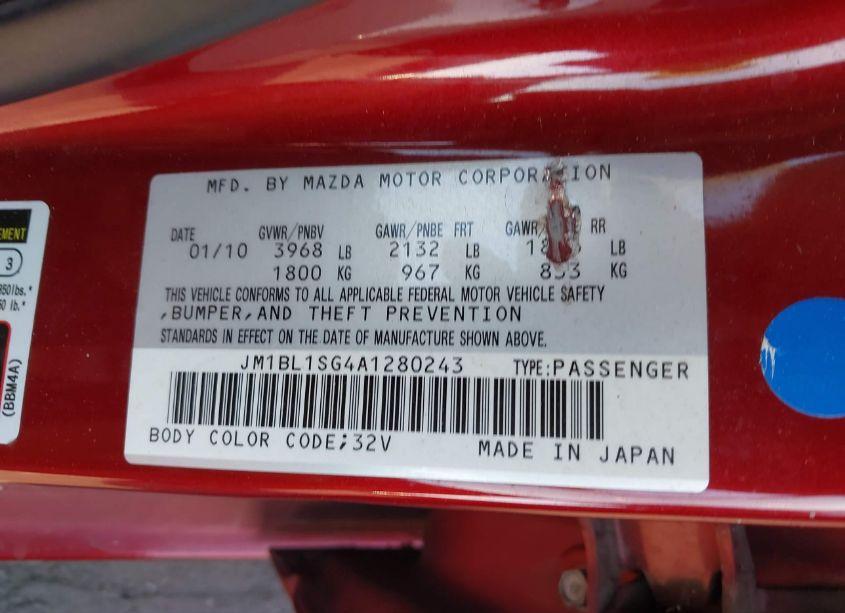 MFD. BY MAZDA MOTOR CORPORATION
DATE GVWR/PNBV GAWR/PNBE FRT RR
01/10 3968 LB 2132 LB LB
1800 KG 967 KG KG
THIS VEHICLE CONFORMS TO ALL APPLICABLE FEDERAL MOTOR VEHICLE SAFETY
,BUMPER,AND THEFT PREVENTION
STANDARDS IN EFFECT ON THE DATE OF MANUFACTURE SHOWN ABOVE.
JM1BL1SG4A1280243 TYPE:PASSENGER
BODY COLOR CODE;32V MADE IN JAPAN
3
(BBM4A)